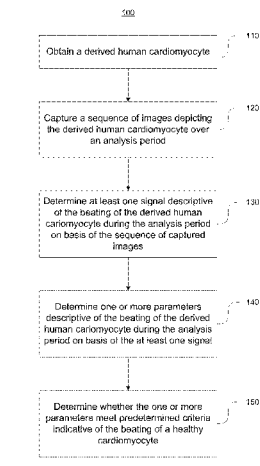 100
110
Obtain a derived human cardiomyocyte
120
Capture a sequence of images depicting
the derived human cardiomyocyte over
an analysis period
Determine at least one signal descriptive
of the beating of the derived human
cariomyocyte during the analysis period
on basis of the sequence of captured
images
130
Determine one or more parameters
descriptive of the beating of the derived
human cariomyocyte during the analysis
period on basis of the at least one signal
140
Determine whether the one or more
parameters meet predetermined criteria
indicative of the beating of a healthy
cardiomyocyte
150